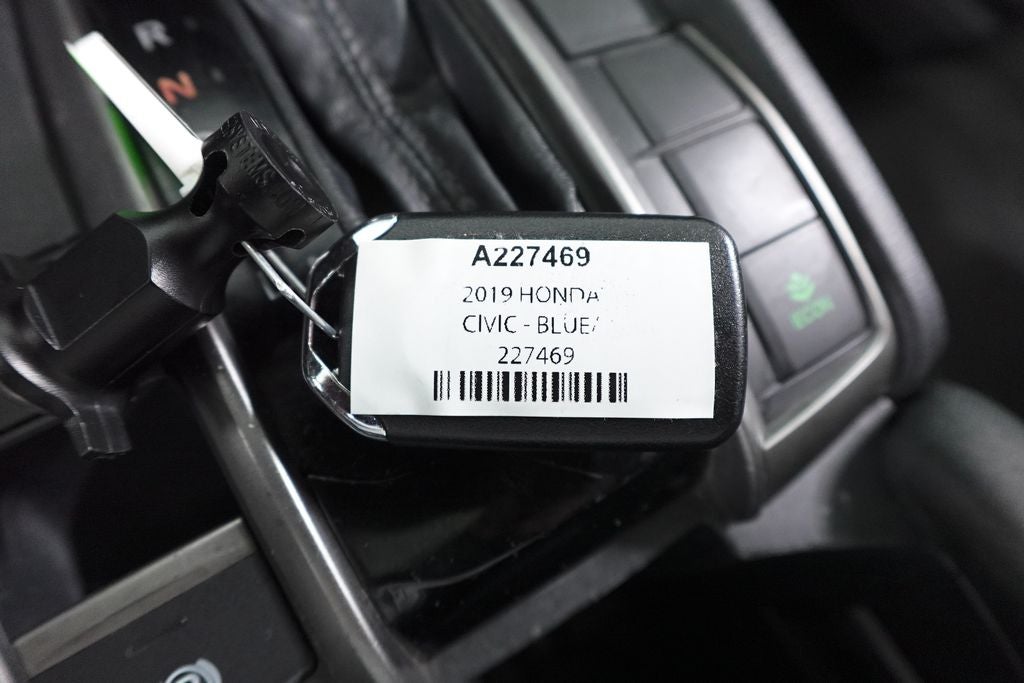 R
N
A227469
2019 HONDA
CIVIC - BLUE/
227469
ECON